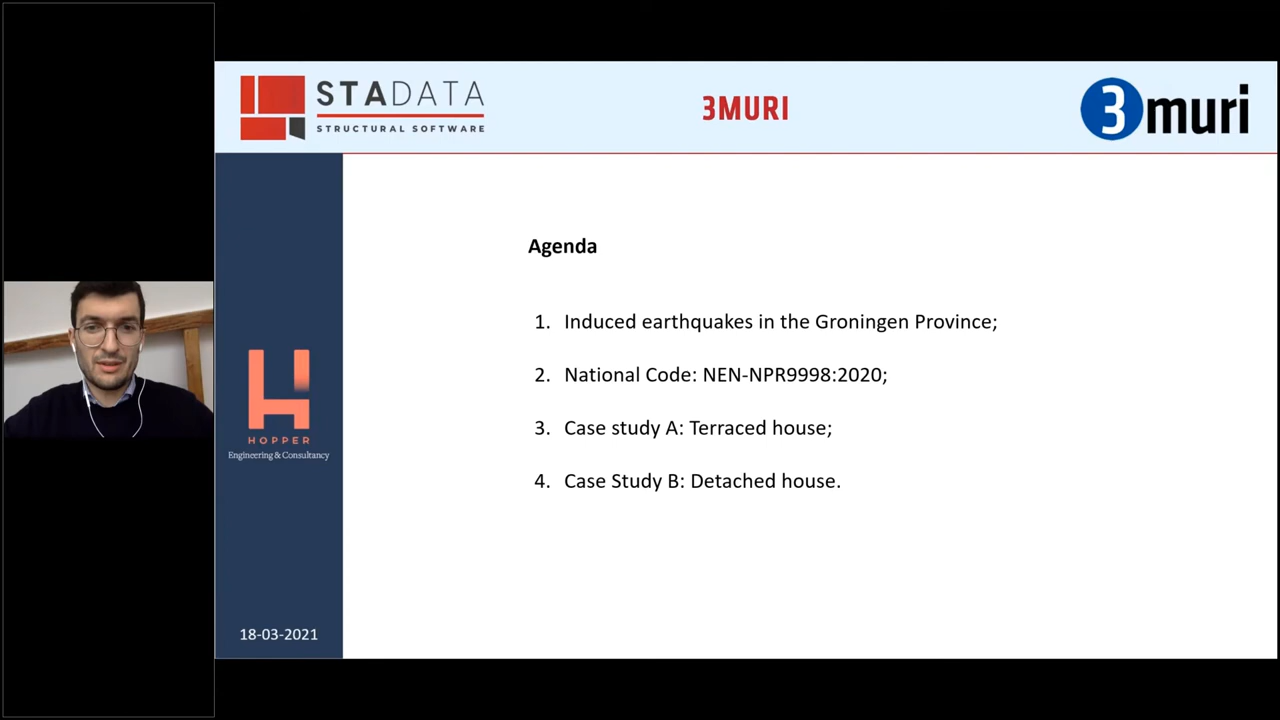 STADATA
STRUCTURAL SOFTWARE
3MURI
3muri
Agenda
1. Induced earthquakes in the Groningen Province;
2. National Code: NEN-NPR9998:2020;
3. Case study A: Terraced house;
4. Case Study B: Detached house.
HOPPER
Engineering & Consultancy
18-03-2021